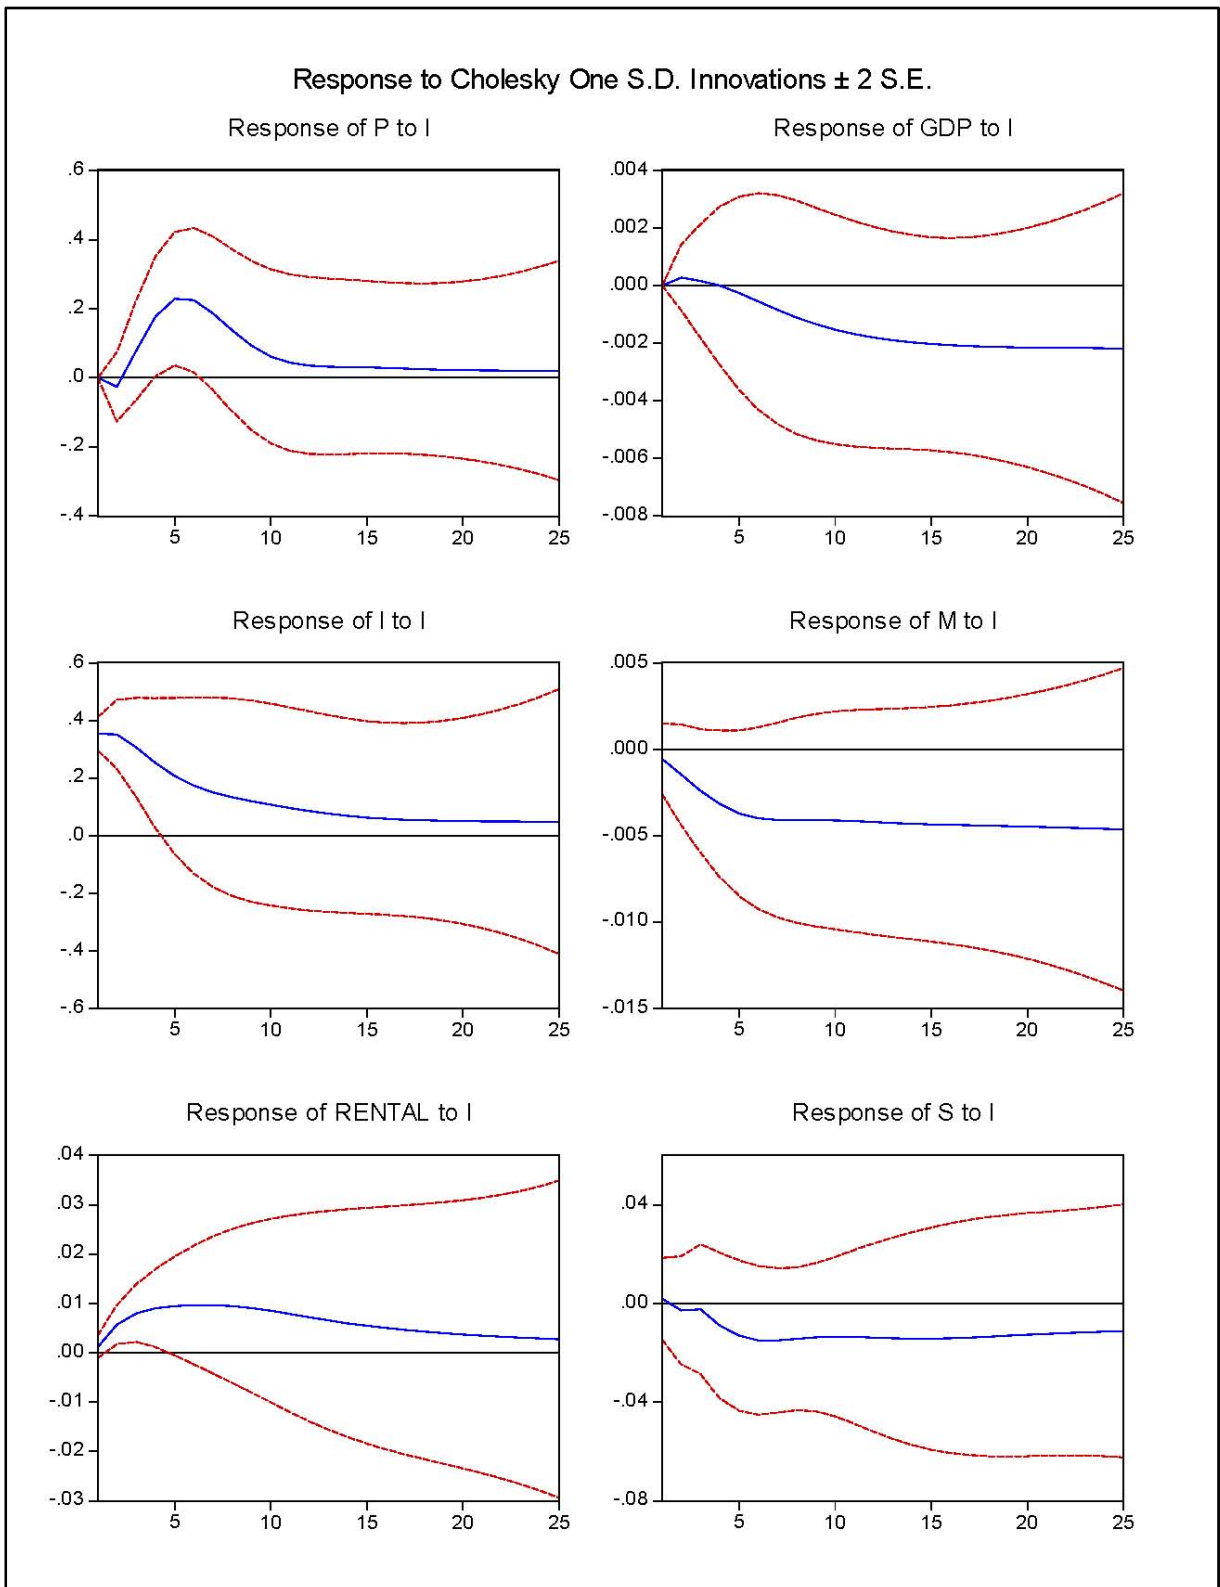 Response to Cholesky One S.D. Innovations ± 2 S.E.
Response of P to I
.6
.4
.2
.0
-.2
-.4
5 10 15 20 25
Response of GDP to I
.004
.002
.000
-.002
-.004
-.006
-.008
5 10 15 20 25
Response of I to I
.6
.4
.2
.0
-.2
-.4
-.6
5 10 15 20 25
Response of M to I
.005
.000
-.005
-.010
-.015
5 10 15 20 25
Response of RENTAL to I
.04
.03
.02
.01
.00
-.01
-.02
-.03
5 10 15 20 25
Response of S to I
.04
.00
-.04
-.08
5 10 15 20 25